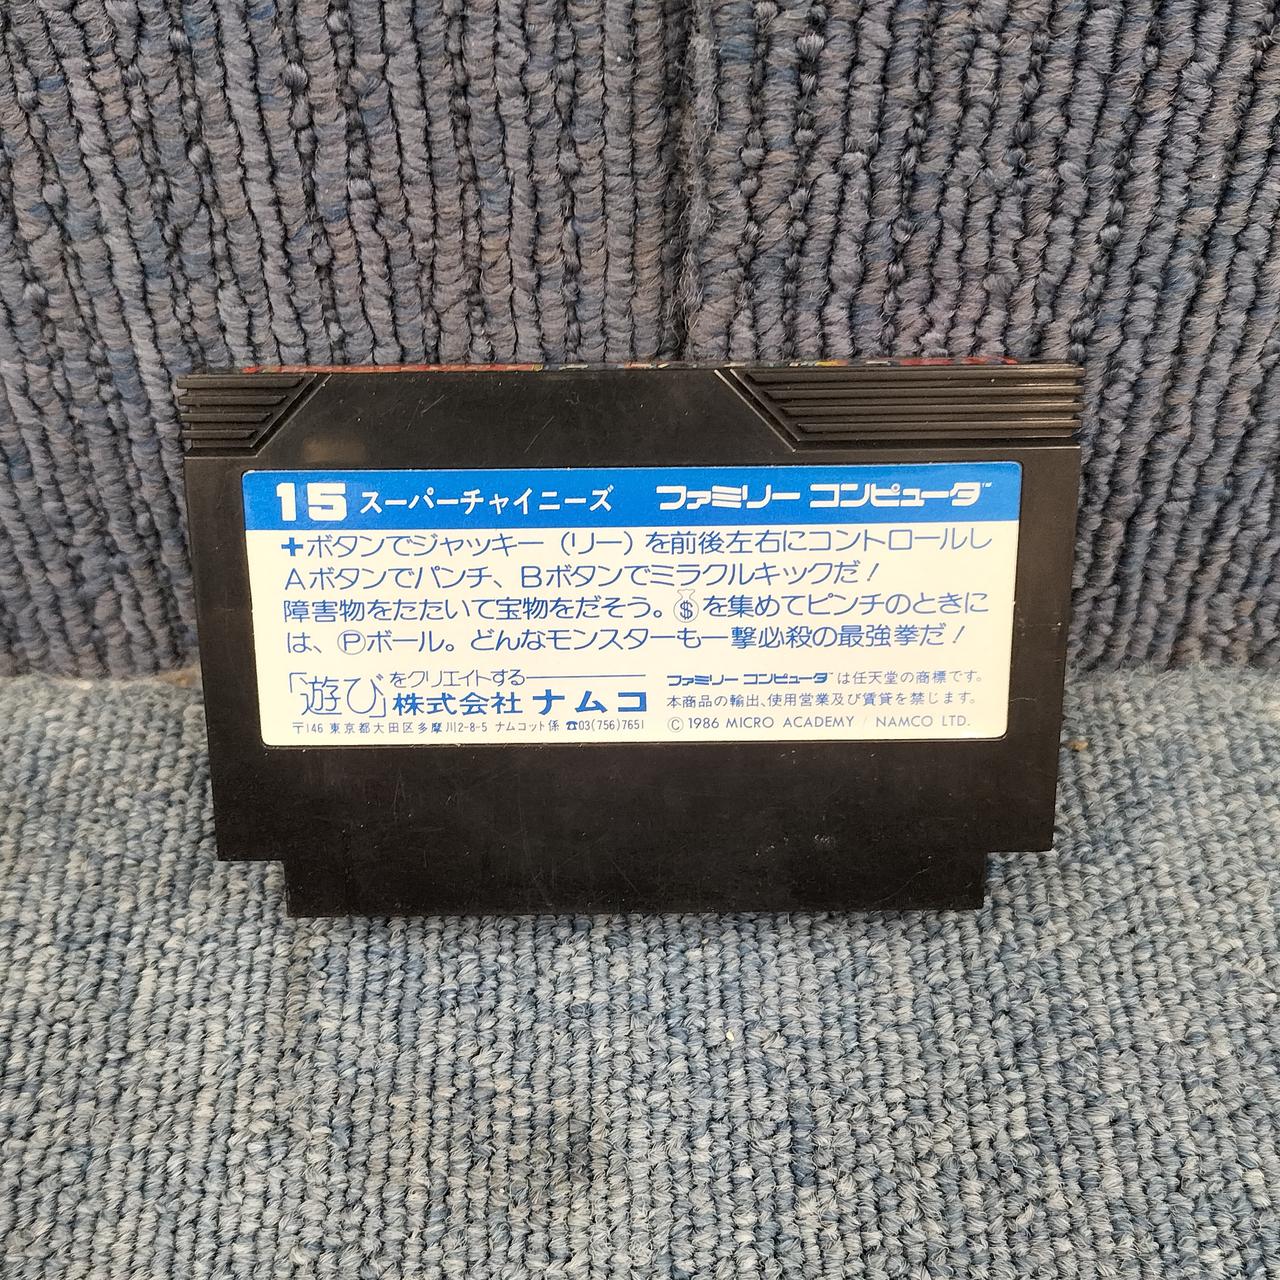 15 スーパーチャイニーズ ファミリー コンピュータ™
+ボタンでジャッキー(リー)を前後左右にコントロールし
Aボタンでパンチ、Bボタンでミラクルキックだ!
障害物をたたいて宝物をだそう。$を集めてピンチのときに
は、Ⓟボール。どんなモンスターも一撃必殺の最強拳だ!
「遊び」をクリエイトする――
株式会社 ナムコ
〒146 東京都大田区多摩川2-8-5 ナムコット係 ☎03(756)7651
ファミリー コンピュータ™は任天堂の商標です。
本商品の輸出、使用営業及び賃貸を禁じます。
© 1986 MICRO ACADEMY / NAMCO LTD.